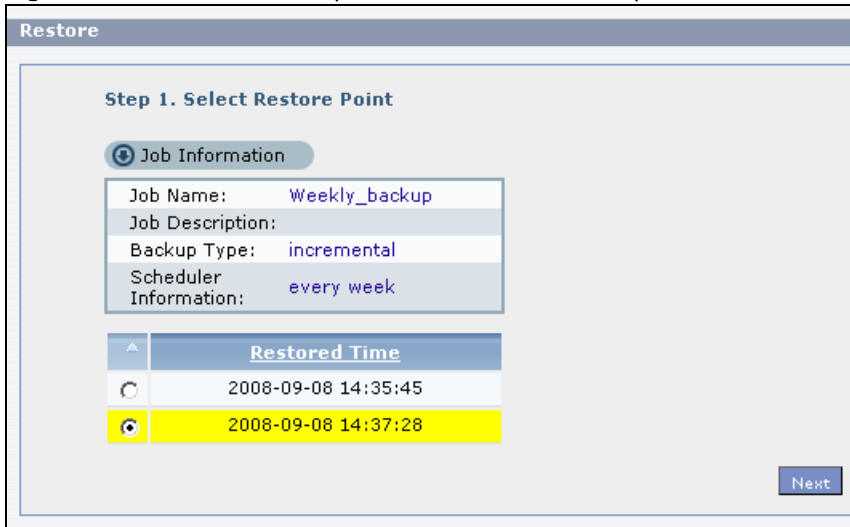 Restore
Step 1. Select Restore Point
Job Information
Job Name: Weekly_backup
Job Description:
Backup Type: incremental
Scheduler Information: every week
Restored Time
2008-09-08 14:35:45
2008-09-08 14:37:28
Next